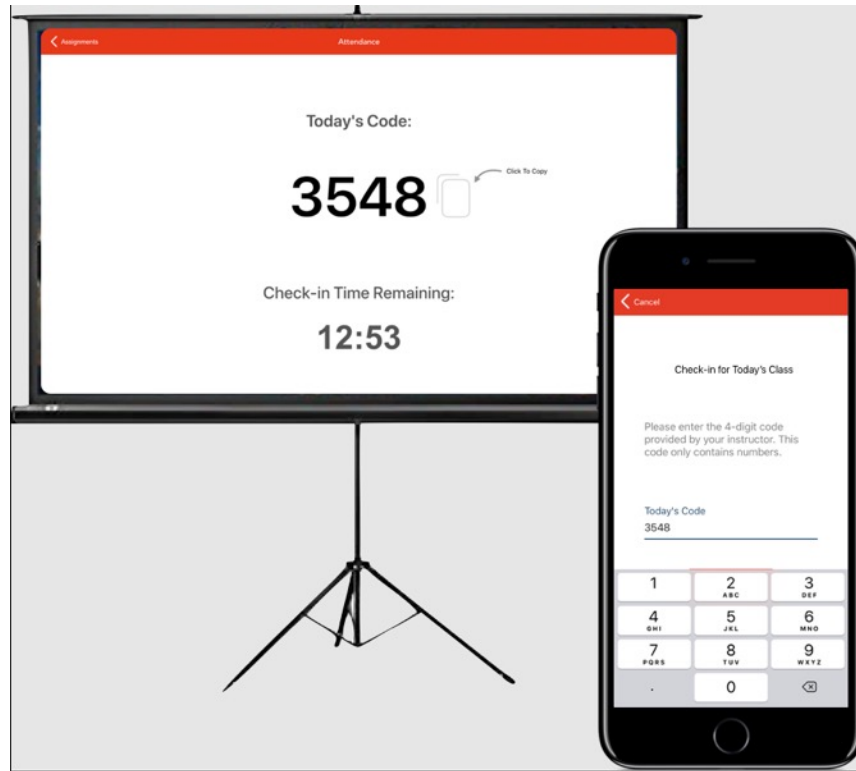 Assignments
Attendance
Today's Code:
3548
Click To Copy
Check-in Time Remaining:
12:53
Cancel
Check-in for Today's Class
Please enter the 4-digit code
provided by your instructor. This
code only contains numbers.
Today's Code
3548
1 2 3
ABC DEF
4 5 6
GHI JKL MNO
7 8 9
PQRS TUV WXYZ
. 0